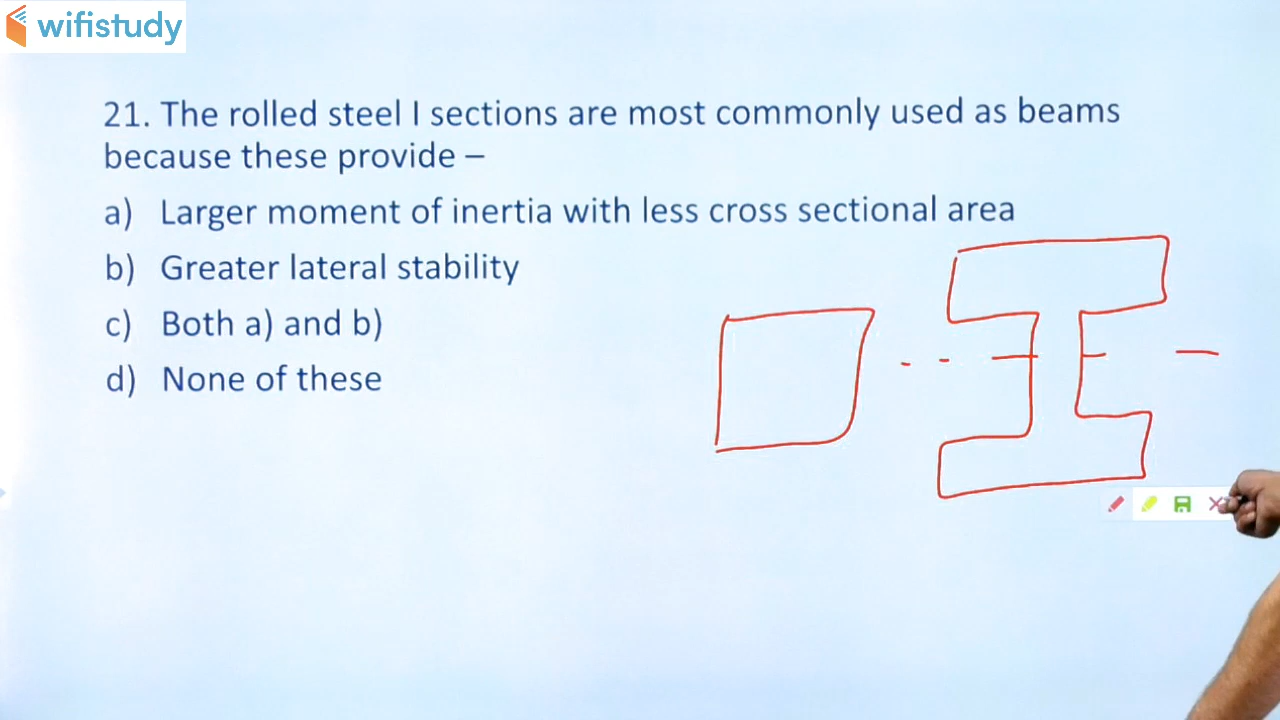 wifistudy
21. The rolled steel I sections are most commonly used as beams
because these provide –
a) Larger moment of inertia with less cross sectional area
b) Greater lateral stability
c) Both a) and b)
d) None of these